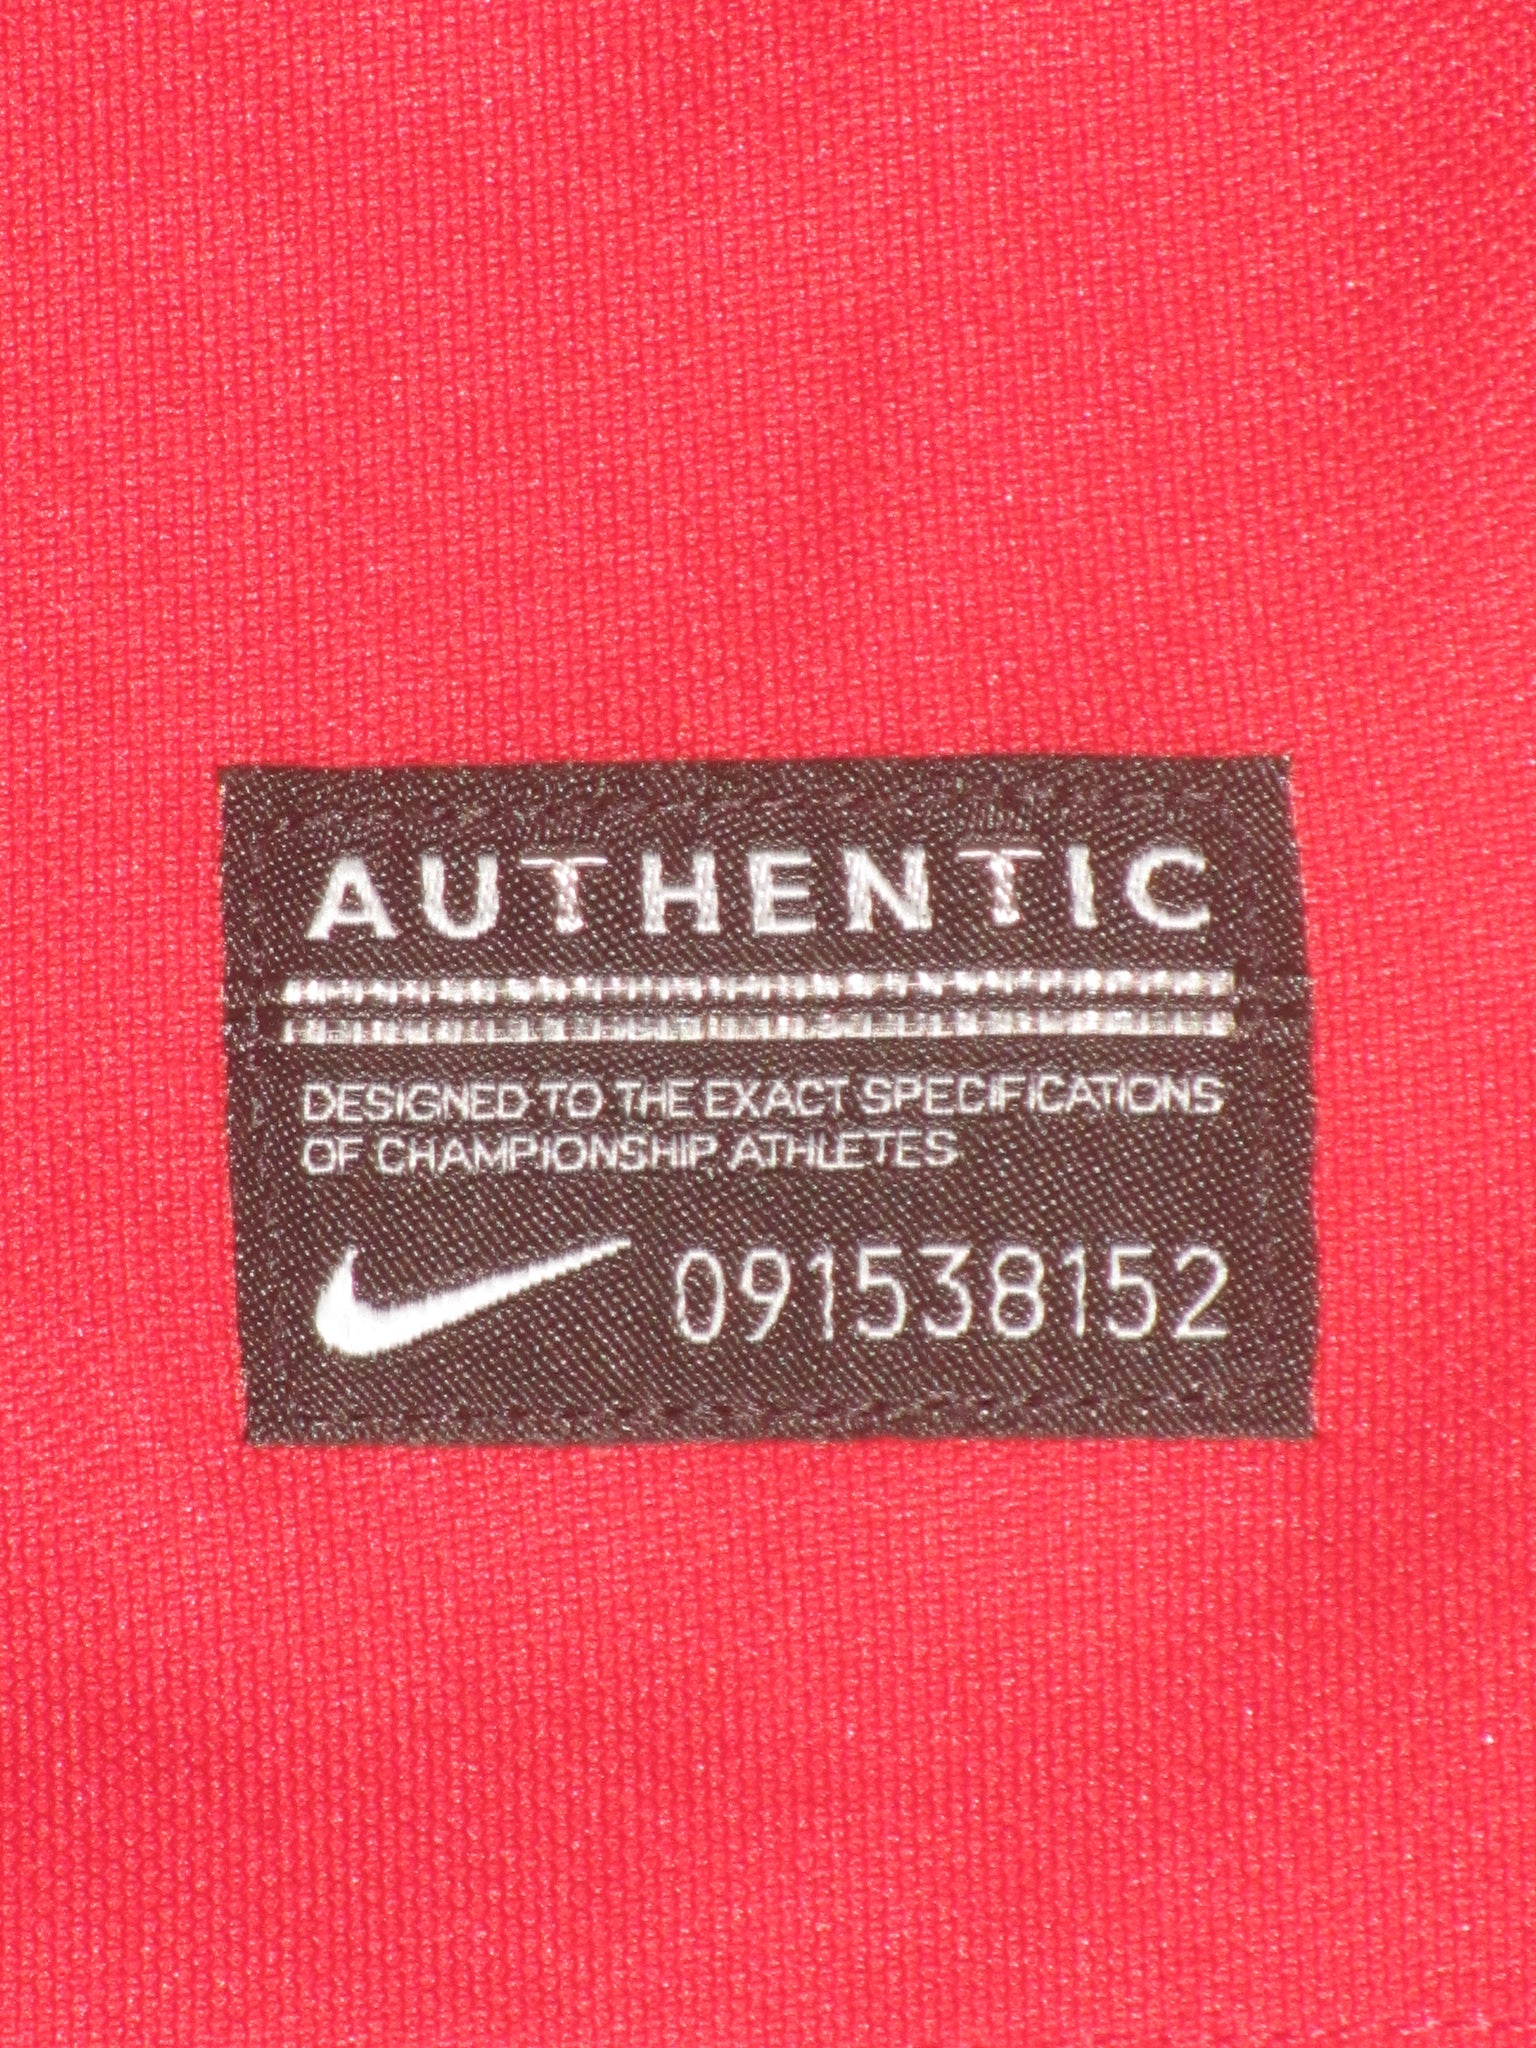 AUTHENTIC
DESIGNED TO THE EXACT SPECIFICATIONS
OF CHAMPIONSHIP ATHLETES
091538152